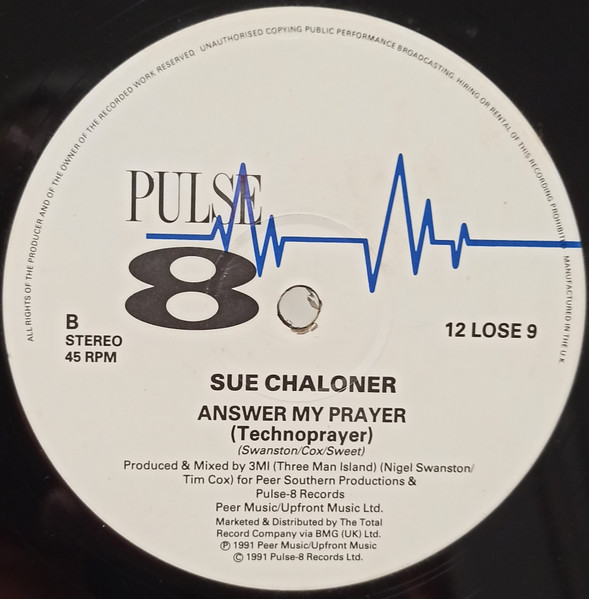 ALL RIGHTS OF THE PRODUCER AND OF THE OWNER OF THE RECORDED WORK RESERVED. UNAUTHORISED COPYING PUBLIC PERFORMANCE BROADCASTING, HIRING OR RENTAL OF THIS RECORDING PROHIBITED. MANUFACTURED IN THE U.K.
PULSE
8
B
STEREO
45 RPM
12 LOSE 9
SUE CHALONER
ANSWER MY PRAYER
(Technoprayer)
(Swanston/Cox/Sweet)
Produced & Mixed by 3MI (Three Man Island) (Nigel Swanston/
Tim Cox) for Peer Southern Productions &
Pulse-8 Records
Peer Music/Upfront Music Ltd.
Marketed & Distributed by The Total
Record Company via BMG (UK) Ltd.
Ⓟ 1991 Peer Music/Upfront Music
© 1991 Pulse-8 Records Ltd.